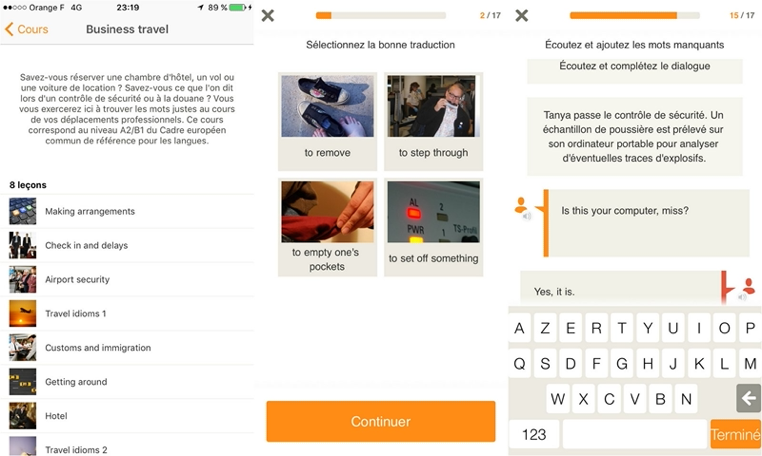 Orange F 4G 23:19 89 %
Cours Business travel
Savez-vous réserver une chambre d'hôtel, un vol ou
une voiture de location ? Savez-vous ce que l'on dit
lors d'un contrôle de sécurité ou à la douane ? Vous
vous exercerez ici à trouver les mots justes au cours
de vos déplacements professionnels. Ce cours
correspond au niveau A2/B1 du Cadre européen
commun de référence pour les langues.
8 leçons
Making arrangements
Check in and delays
Airport security
Travel idioms 1
Customs and immigration
Getting around
Hotel
Travel idioms 2
2 / 17
Sélectionnez la bonne traduction
to remove
to step through
to empty one's
pockets
AL
2
PWR
1
to set off something
Continuer
15 / 17
Écoutez et ajoutez les mots manquants
Écoutez et complétez le dialogue
Tanya passe le contrôle de sécurité. Un
échantillon de poussière est prélevé sur
son ordinateur portable pour analyser
d'éventuelles traces d'explosifs.
Is this your computer, miss?
Yes, it is.
A Z E R T Y U I O P
Q S D F G H J K L M
W X C V B N
123 Terminé